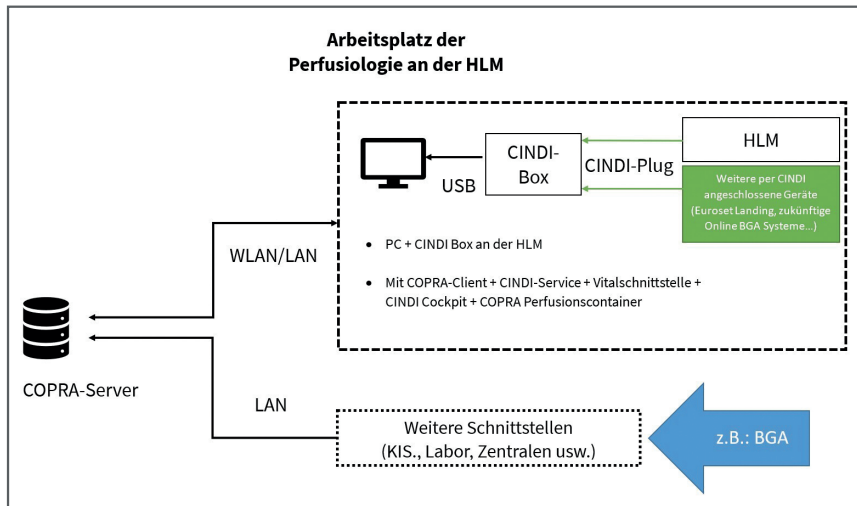 Arbeitsplatz der
Perfusiologie an der HLM
CINDI-
Box
USB
CINDI-Plug
HLM
Weitere per CINDI
angeschlossene Geräte
(Euroset Landing, zukünftige
Online BGA Systeme...)
• PC + CINDI Box an der HLM
• Mit COPRA-Client + CINDI-Service + Vitalschnittstelle +
CINDI Cockpit + COPRA Perfusionscontainer
WLAN/LAN
COPRA-Server
LAN
Weitere Schnittstellen
(KIS., Labor, Zentralen usw.)
z.B.: BGA